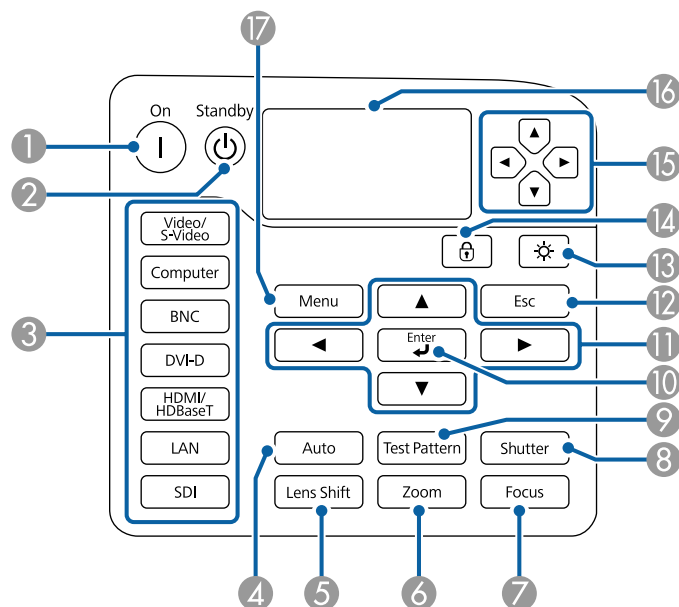 17
16
On
Standby
1
15
2
14
Video/
S-Video
13
Computer
Menu
Esc
12
3
BNC
Enter
11
DVI-D
10
HDMI/
HDBaseT
9
LAN
Auto
Test Pattern
Shutter
8
SDI
Lens Shift
Zoom
Focus
4
5
6
7